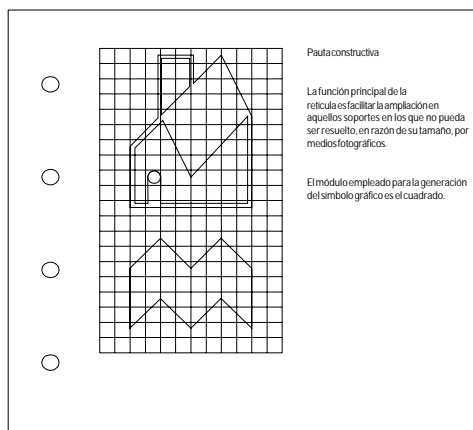 Pauta constructiva
La función principal de la
retícula es facilitar la ampliación en
aquellos soportes en los que no pueda
ser resuelto, en razón de su tamaño, por
medios fotográficos.
El módulo empleado para la generación
del símbolo gráfico es el cuadrado.